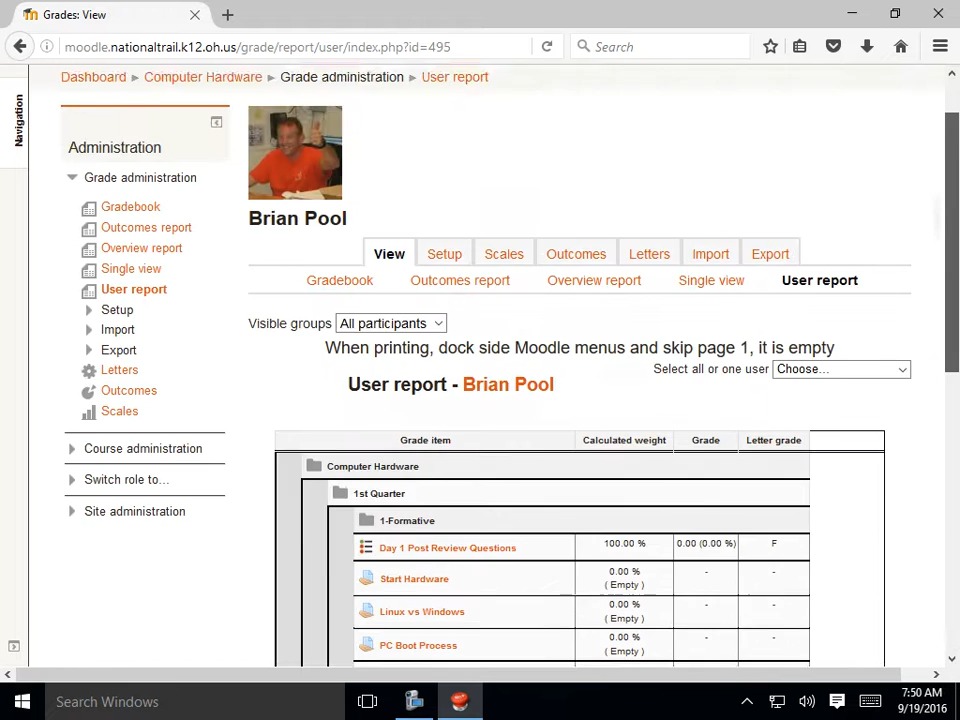 Grades: View
moodle.nationaltrail.k12.oh.us/grade/report/user/index.php?id=495
Search
Dashboard ► Computer Hardware ► Grade administration ► User report
Navigation
Administration
Grade administration
Gradebook
Outcomes report
Overview report
Single view
User report
Setup
Import
Export
Letters
Outcomes
Scales
Course administration
Switch role to...
Site administration
Brian Pool
View Setup Scales Outcomes Letters Import Export
Gradebook Outcomes report Overview report Single view User report
Visible groups All participants
When printing, dock side Moodle menus and skip page 1, it is empty
Select all or one user Choose...
User report - Brian Pool
Grade item Calculated weight Grade Letter grade
Computer Hardware
1st Quarter
1-Formative
Day 1 Post Review Questions 100.00 % 0.00 (0.00 %) F
Start Hardware 0.00 % ( Empty ) - -
Linux vs Windows 0.00 % ( Empty ) - -
PC Boot Process 0.00 % ( Empty ) - -
Search Windows
7:50 AM
9/19/2016